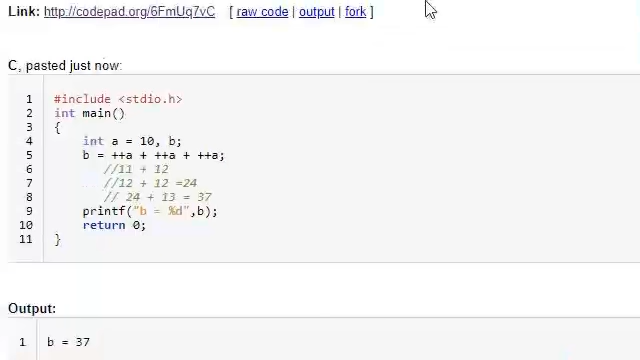 Link: http://codepad.org/6FmUq7vC [ raw code | output | fork ]
C, pasted just now:
1 #include <stdio.h>
2 int main()
3 {
4 int a = 10, b;
5 b = ++a + ++a + ++a;
6 //11 + 12
7 //12 + 12 =24
8 // 24 + 13 = 37
9 printf("b = %d",b);
10 return 0;
11 }
Output:
1 b = 37